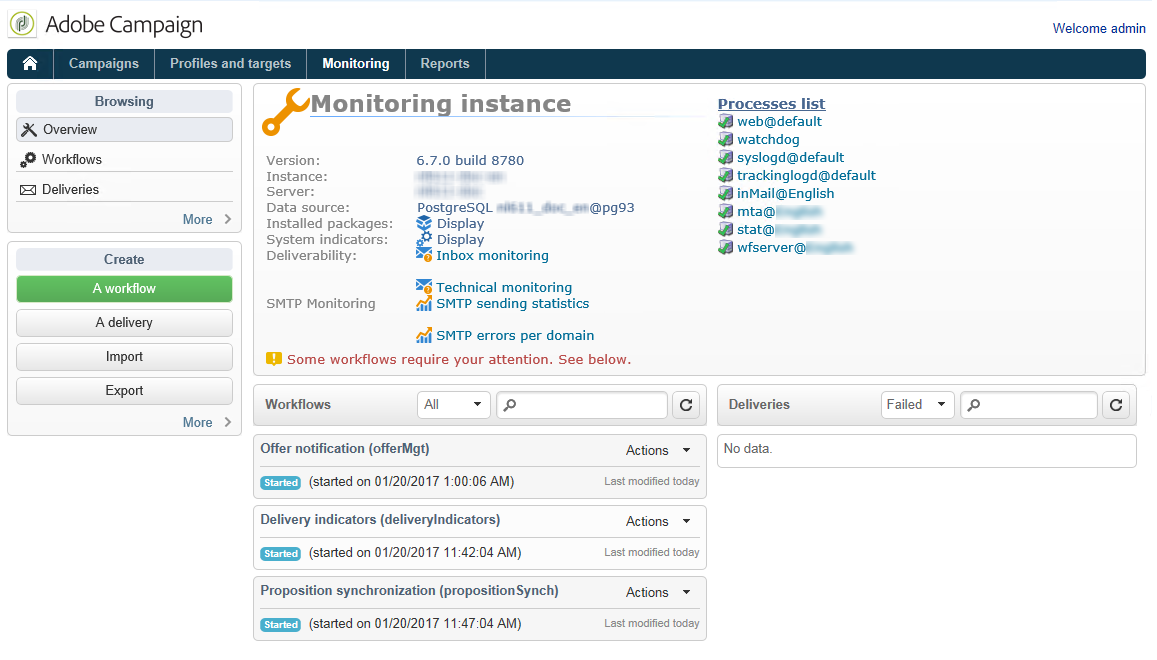 Adobe Campaign
Welcome admin
Campaigns
Profiles and targets
Monitoring
Reports
Browsing
Overview
Workflows
Deliveries
More
Create
A workflow
A delivery
Import
Export
More
Monitoring instance
Version: 6.7.0 build 8780
Instance:
Server:
Data source: PostgreSQL @pg93
Installed packages: Display
System indicators: Display
Deliverability: Inbox monitoring
Technical monitoring
SMTP Monitoring SMTP sending statistics
SMTP errors per domain
Some workflows require your attention. See below.
Processes list
web@default
watchdog
syslogd@default
trackinglogd@default
inMail@English
mta@
stat@
wfserver@
Workflows All
Offer notification (offerMgt) Actions
Started (started on 01/20/2017 1:00:06 AM) Last modified today
Delivery indicators (deliveryIndicators) Actions
Started (started on 01/20/2017 11:42:04 AM) Last modified today
Proposition synchronization (propositionSynch) Actions
Started (started on 01/20/2017 11:47:04 AM) Last modified today
Deliveries Failed
No data.